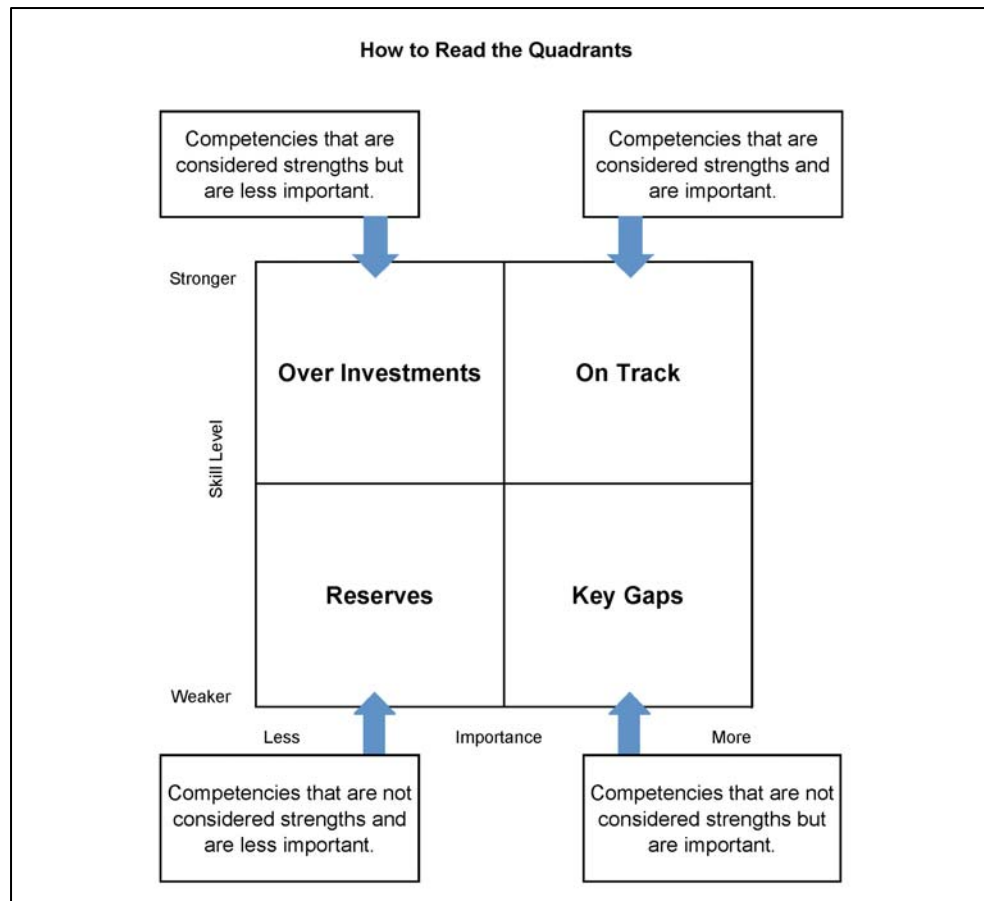 How to Read the Quadrants
Competencies that are
considered strengths but
are less important.
Competencies that are
considered strengths and
are important.
Stronger
Over Investments
On Track
Skill Level
Reserves
Key Gaps
Weaker
Less
Importance
More
Competencies that are not
considered strengths and
are less important.
Competencies that are not
considered strengths but
are important.